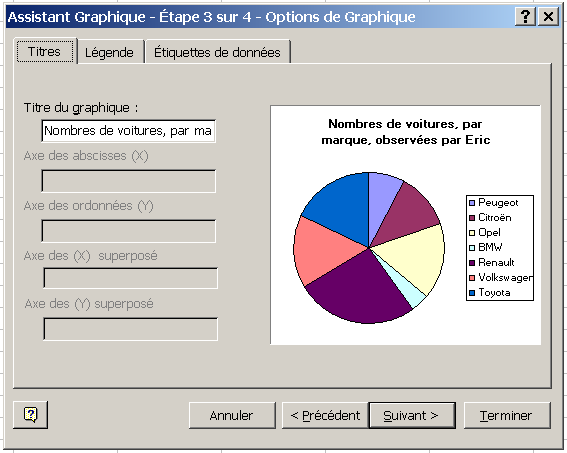 Assistant Graphique - Étape 3 sur 4 - Options de Graphique
Titres
Légende
Étiquettes de données
Titre du graphique :
Nombres de voitures, par ma
Axe des abscisses (X)
Axe des ordonnées (Y)
Axe des (X) superposé
Axe des (Y) superposé
Nombres de voitures, par
marque, observées par Eric
Peugeot
Citroën
Opel
BMW
Renault
Volkswagen
Toyota
?
Annuler
< Précédent
Suivant >
Terminer